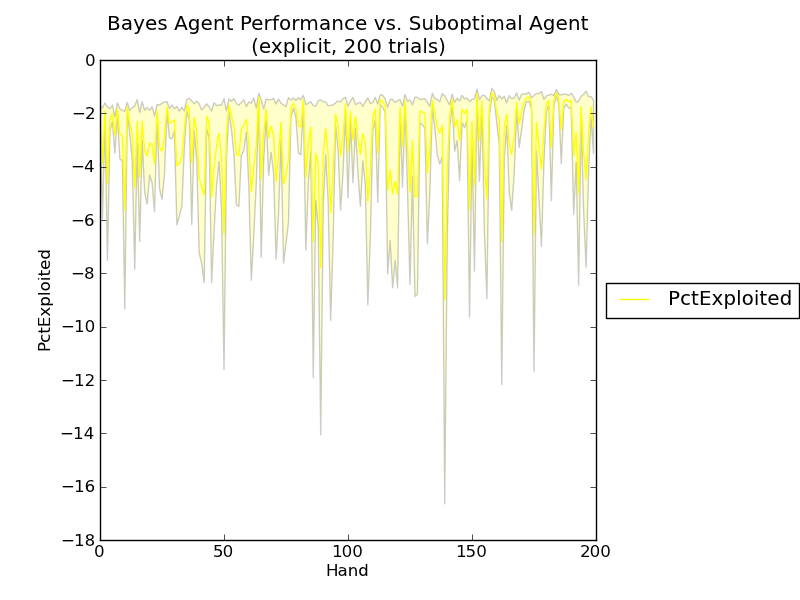 Bayes Agent Performance vs. Suboptimal Agent
(explicit, 200 trials)
0
−2
−4
−6
−8
−10
−12
−14
−16
−18
PctExploited
0 50 100 150 200
Hand
PctExploited